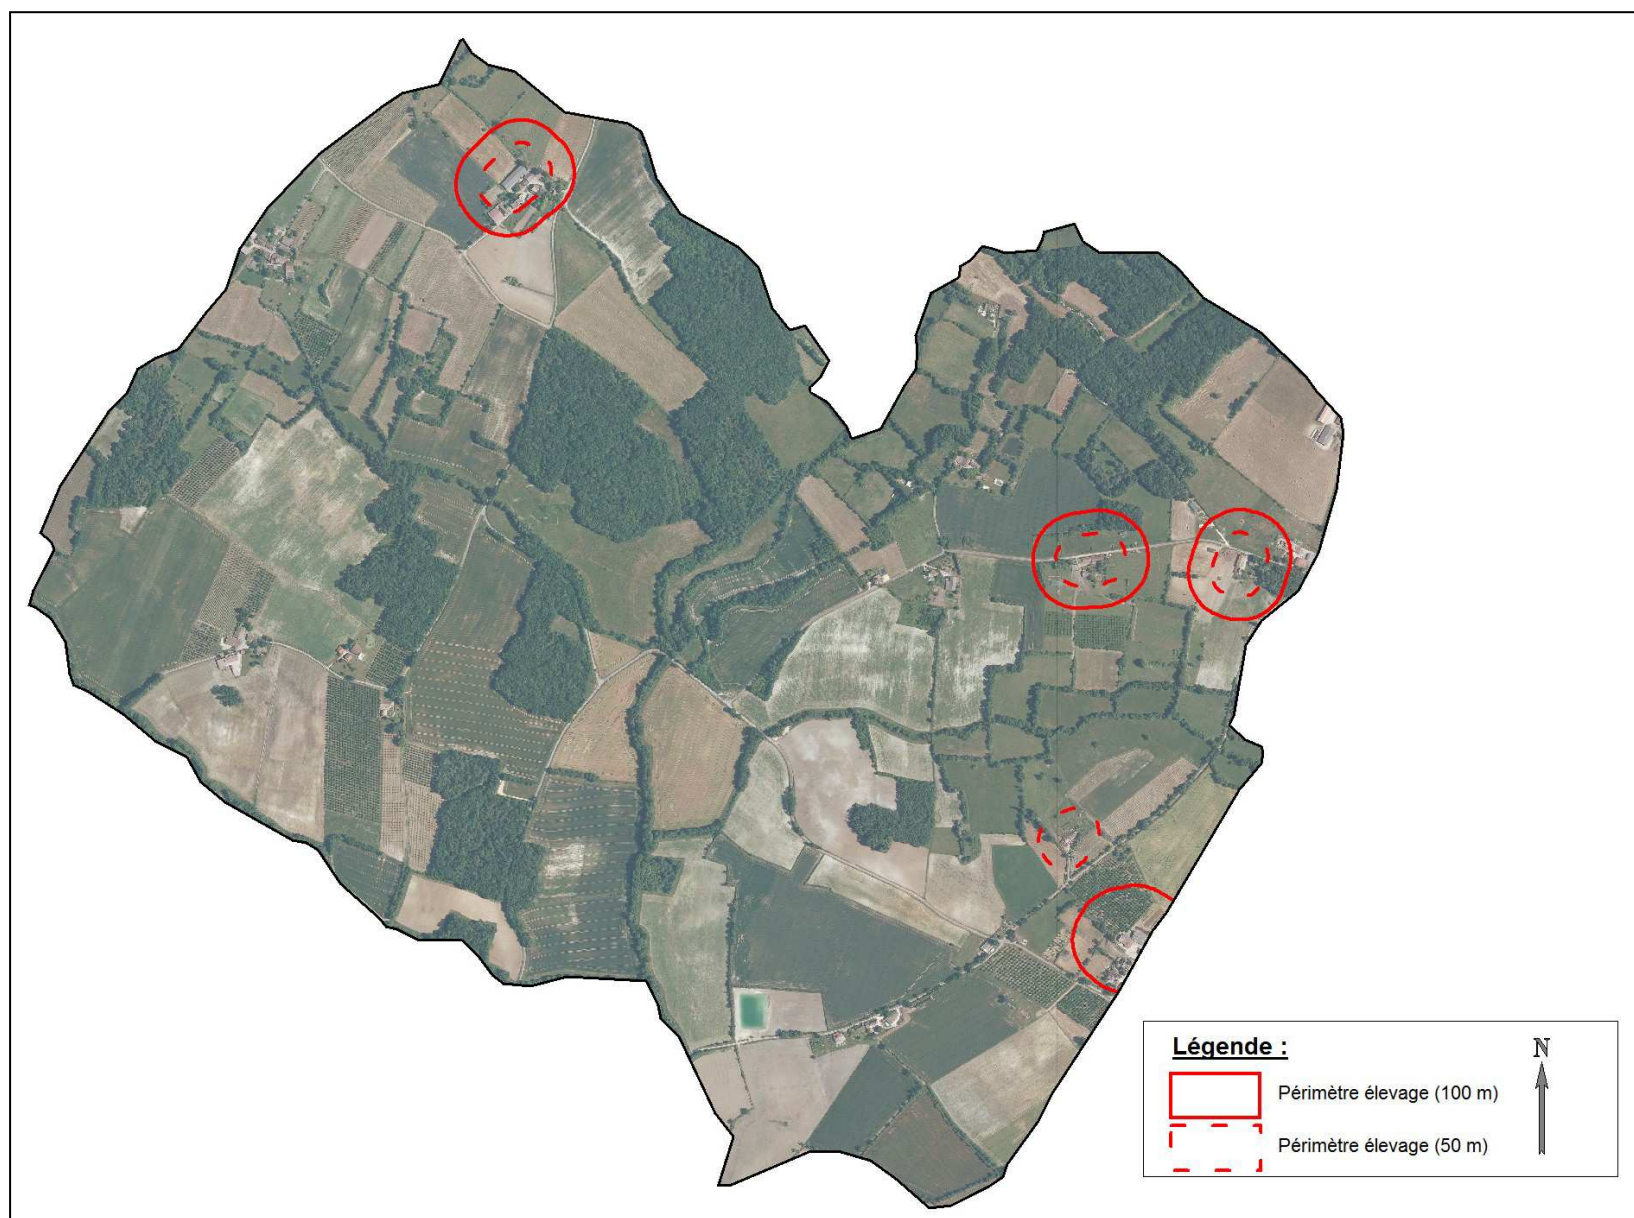 Légende :
N
Périmètre élevage (100 m)
Périmètre élevage (50 m)